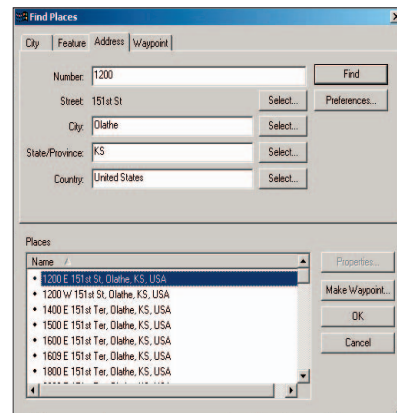 Find Places
City Feature Address Waypoint
Number: 1200 Find
Street: 151st St Select... Preferences...
City: Olathe Select...
State/Province: KS Select...
Country: United States Select...
Places
Name
1200 E 151st St, Olathe, KS, USA
1200 W 151st St, Olathe, KS, USA
1400 E 151st Ter, Olathe, KS, USA
1500 E 151st Ter, Olathe, KS, USA
1600 E 151st Ter, Olathe, KS, USA
1609 E 151st Ter, Olathe, KS, USA
1800 E 151st Ter, Olathe, KS, USA
Properties...
Make Waypoint...
OK
Cancel